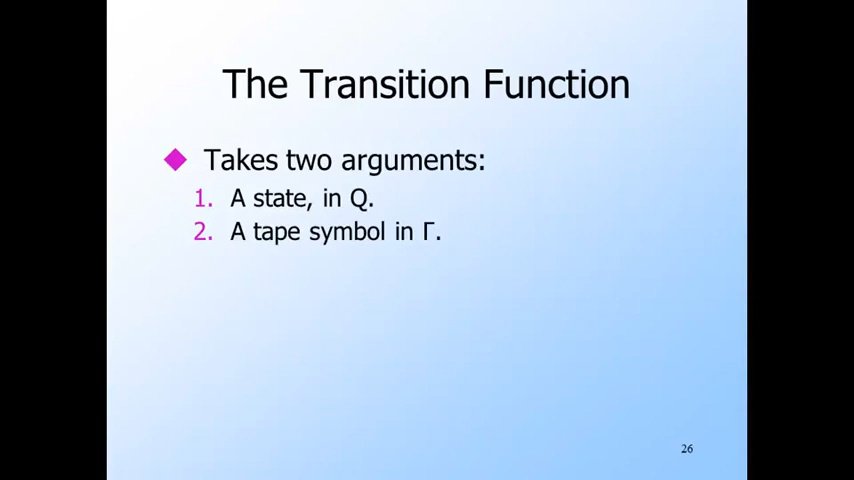 The Transition Function
Takes two arguments:
1. A state, in Q.
2. A tape symbol in Γ.
26